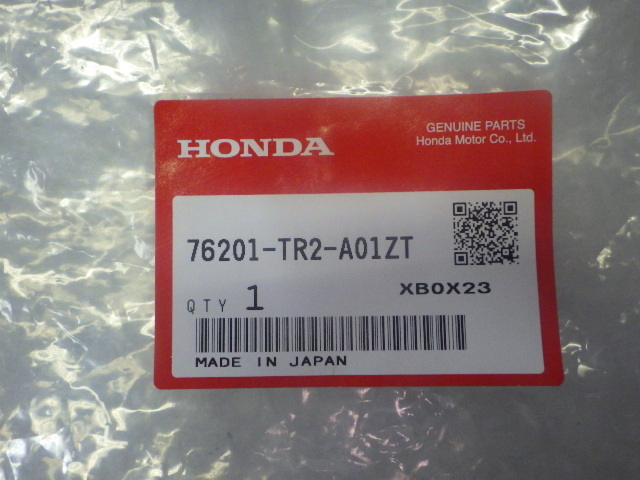 HONDA
GENUINE PARTS
Honda Motor Co., Ltd.
76201-TR2-A01ZT
XB0X23
QTY 1
MADE IN JAPAN